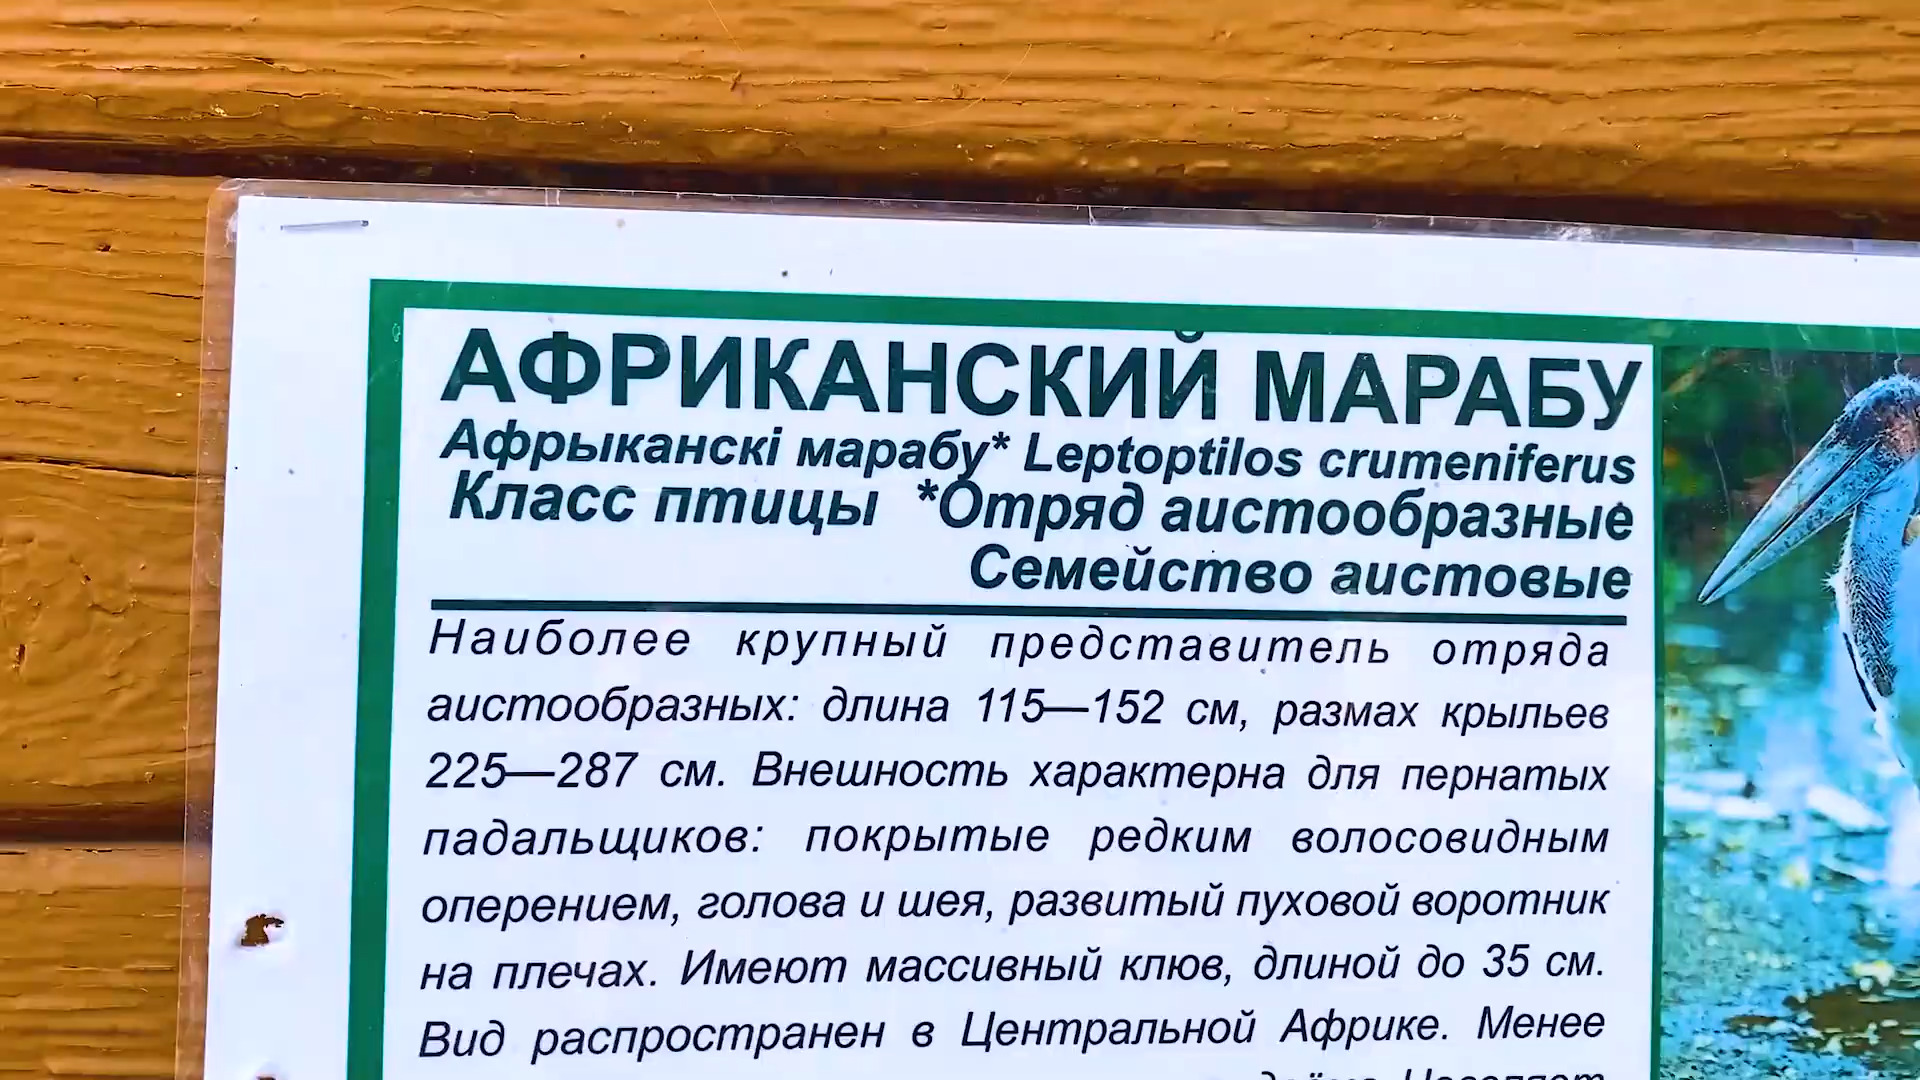 АФРИКАНСКИЙ МАРАБУ
Афрыканскі марабу* Leptoptilos crumeniferus
Класс птицы *Отряд аистообразные
Семейство аистовые
Наиболее крупный представитель отряда
аистообразных: длина 115—152 см, размах крыльев
225—287 см. Внешность характерна для пернатых
падальщиков: покрытые редким волосовидным
оперением, голова и шея, развитый пуховой воротник
на плечах. Имеют массивный клюв, длиной до 35 см.
Вид распространен в Центральной Африке. Менее